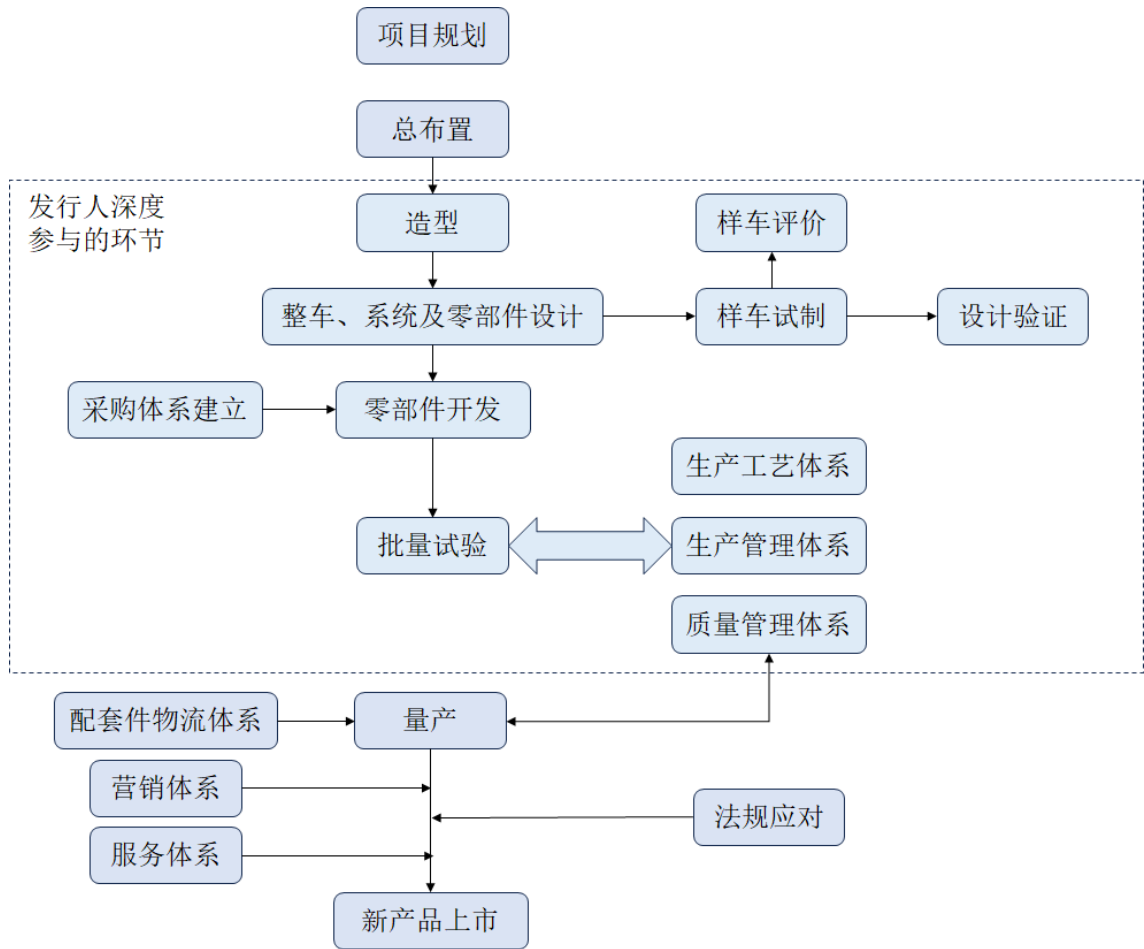 项目规划
总布置
发行人深度
参与的环节
造型
样车评价
整车、系统及零部件设计
样车试制
设计验证
采购体系建立
零部件开发
生产工艺体系
批量试验
生产管理体系
质量管理体系
配套件物流体系
量产
营销体系
法规应对
服务体系
新产品上市